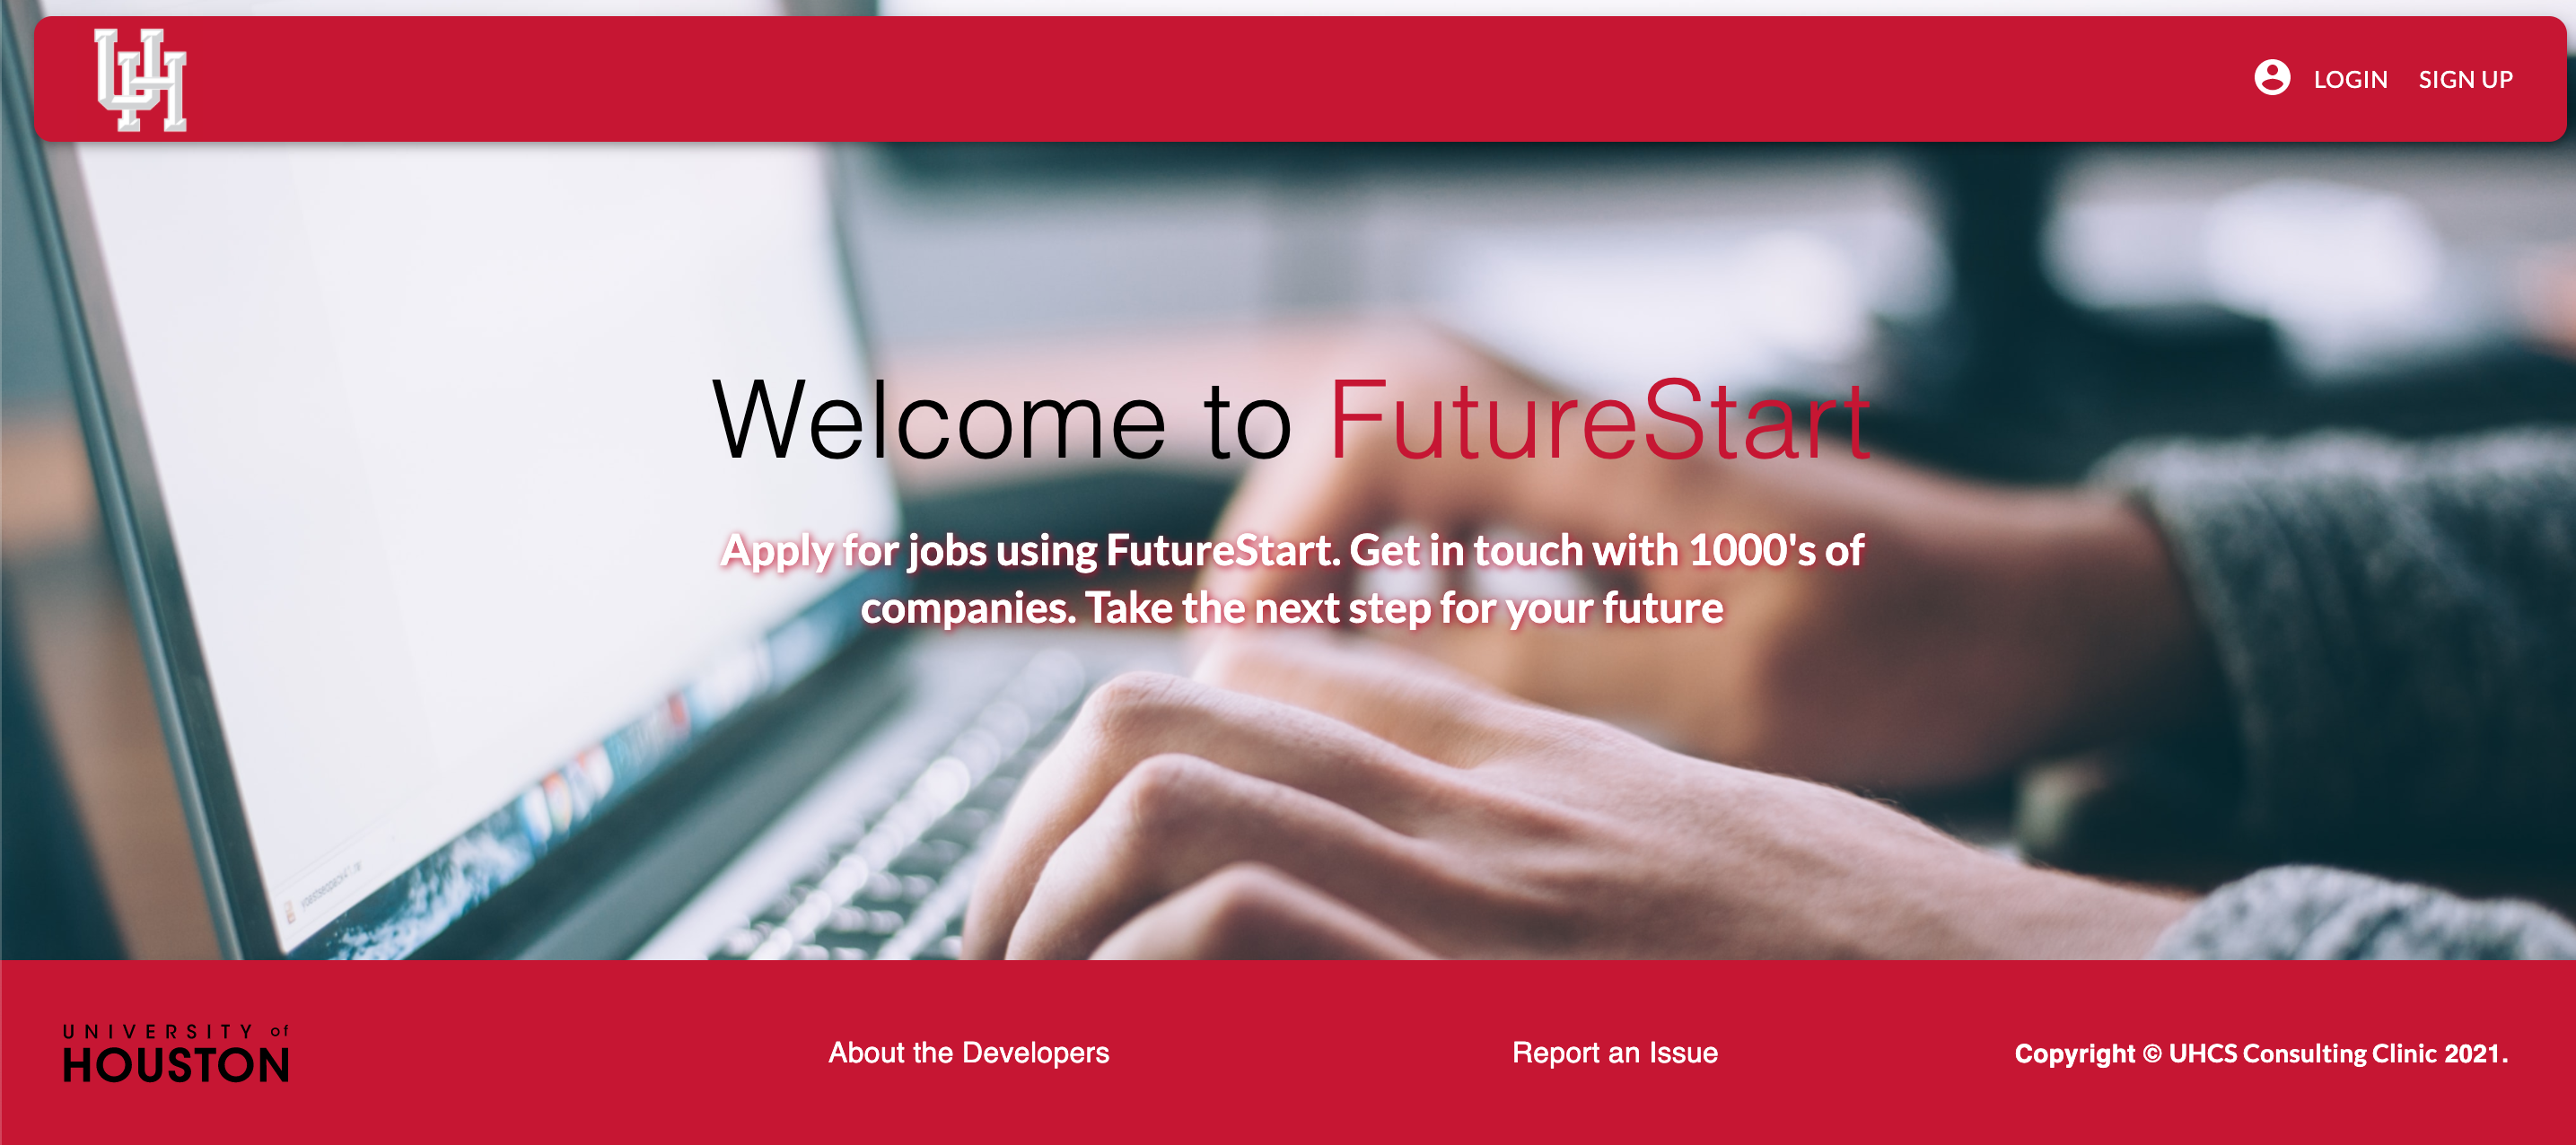 UH
LOGIN SIGN UP
Welcome to FutureStart
Apply for jobs using FutureStart. Get in touch with 1000's of
companies. Take the next step for your future
UNIVERSITY of
HOUSTON
About the Developers
Report an Issue
Copyright © UHCS Consulting Clinic 2021.